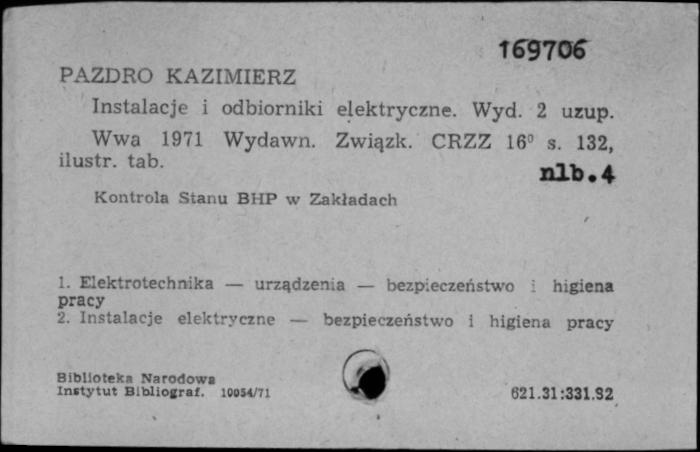 169706
PAZDRO KAZIMIERZ
Instalacje i odbiorniki elektryczne. Wyd. 2 uzup.
Wwa 1971 Wydawn. Związk. CRZZ 16⁰ s. 132,
ilustr. tab.
nlb. 4
Kontrola Stanu BHP w Zakładach
1. Elektrotechnika — urządzenia — bezpieczeństwo i higiena
pracy
2. Instalacje elektryczne — bezpieczeństwo i higiena pracy
Biblioteka Narodowa
Instytut Bibliograf. 10054/71
621.31:331.92